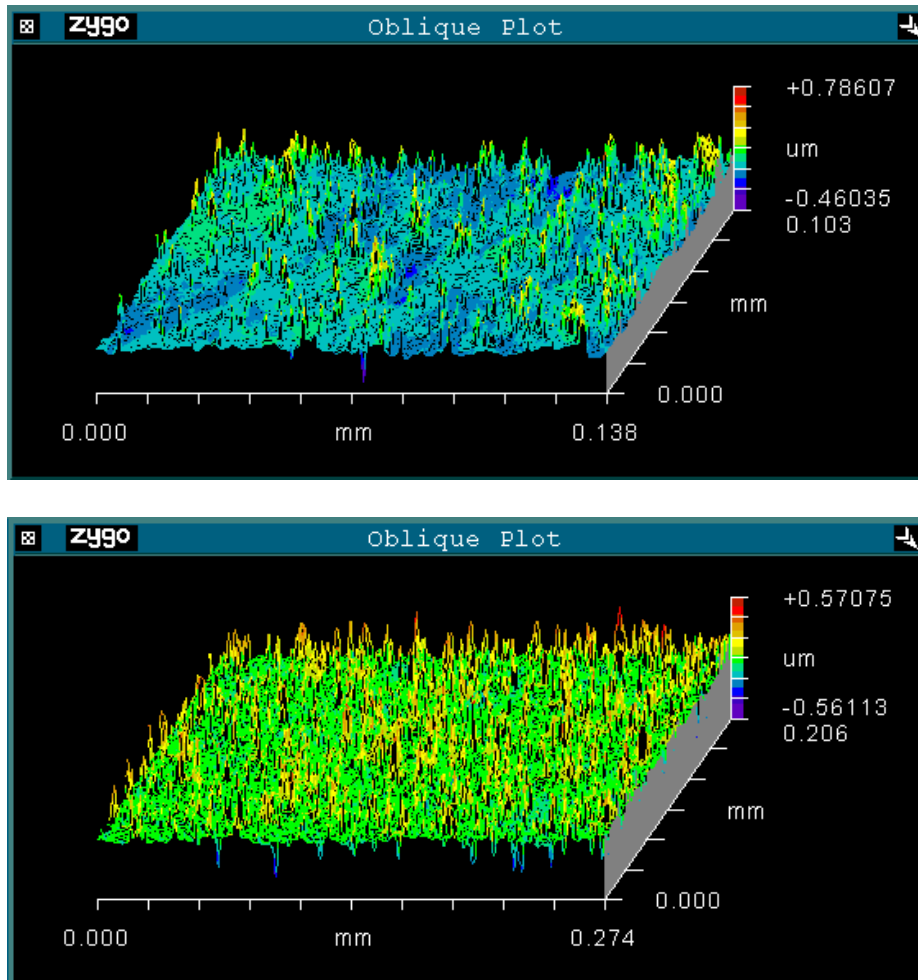 zygo Oblique Plot
+0.78607
um
-0.46035
0.103
mm
0.000
0.000 mm 0.138
zygo Oblique Plot
+0.57075
um
-0.56113
0.206
mm
0.000
0.000 mm 0.274